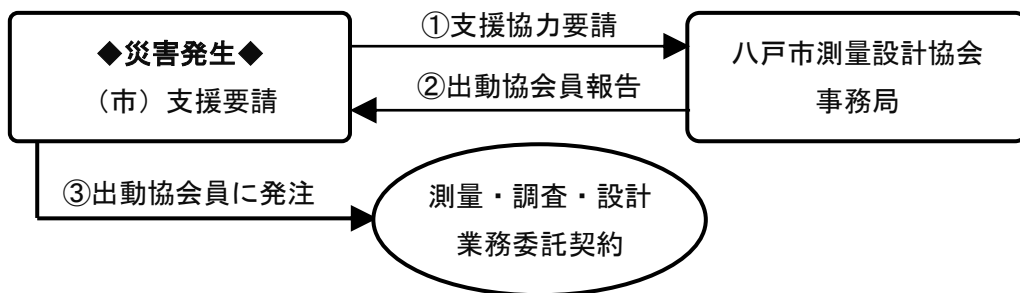 ①支援協力要請
◆災害発生◆
（市）支援要請
八戸市測量設計協会
事務局
②出動協会員報告
③出動協会員に発注
測量・調査・設計
業務委託契約